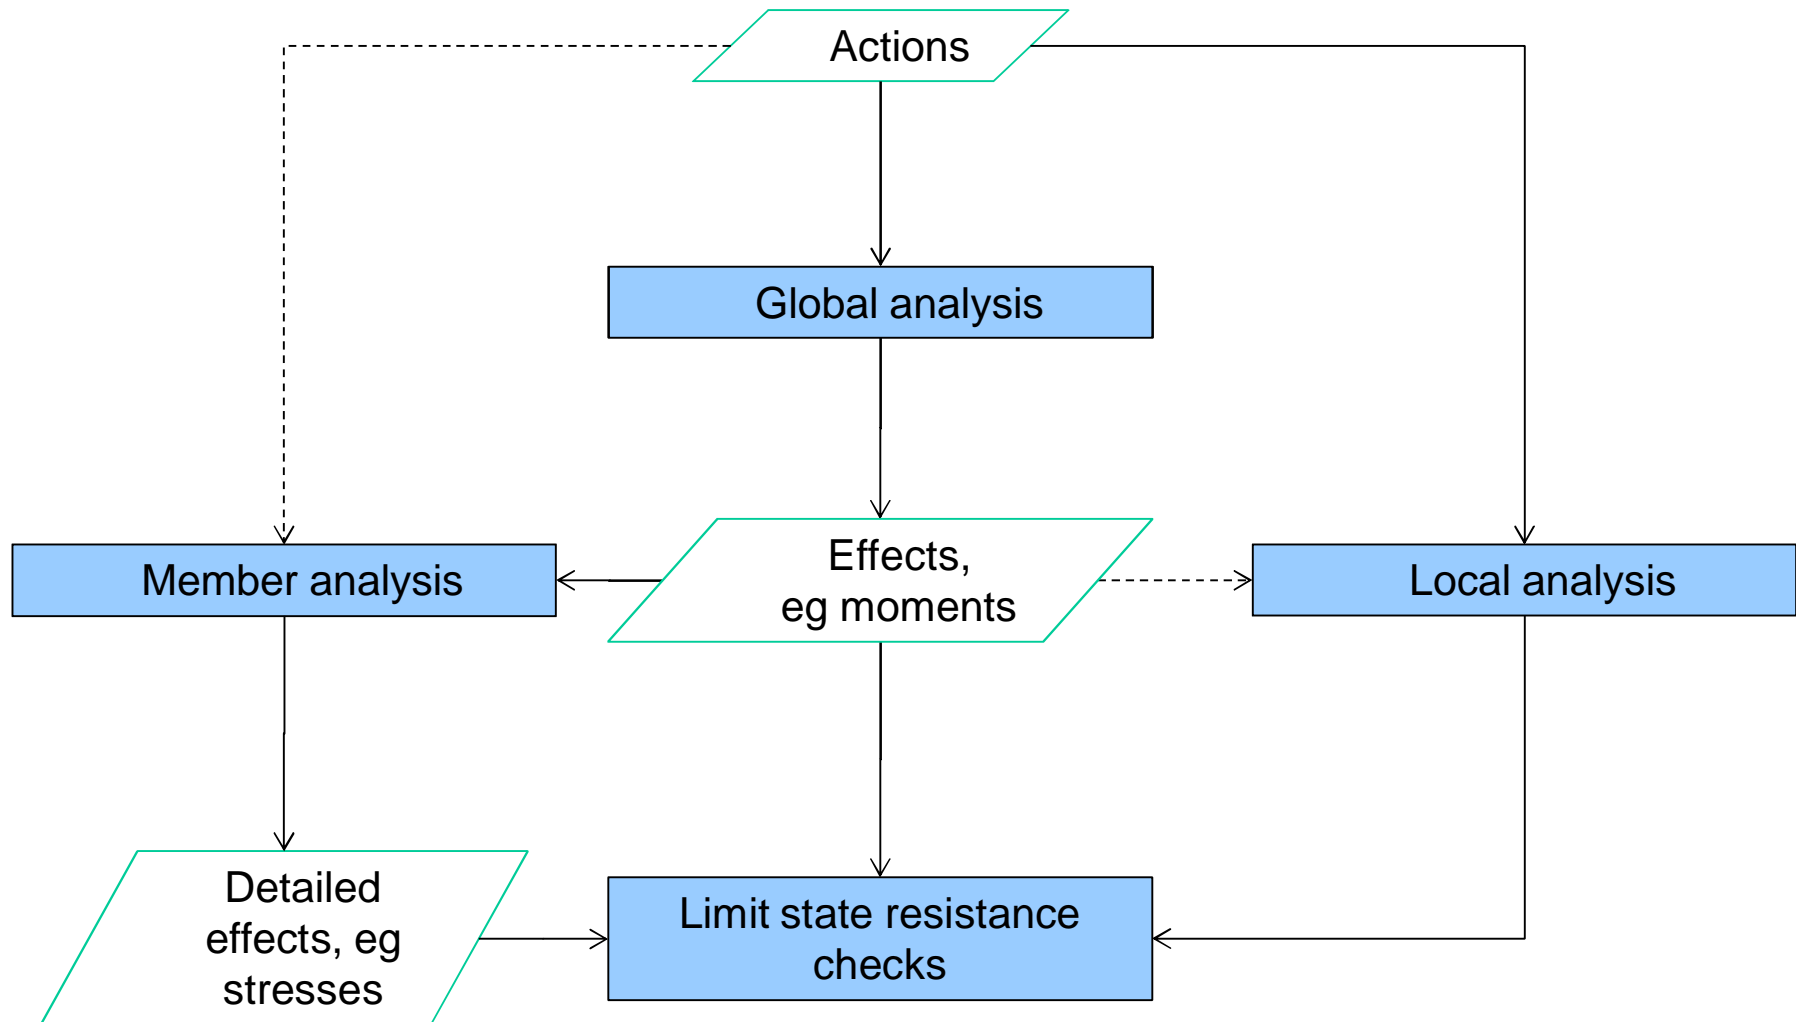 Actions
Global analysis
Effects,
eg moments
Member analysis
Local analysis
Detailed
effects, eg
stresses
Limit state resistance
checks